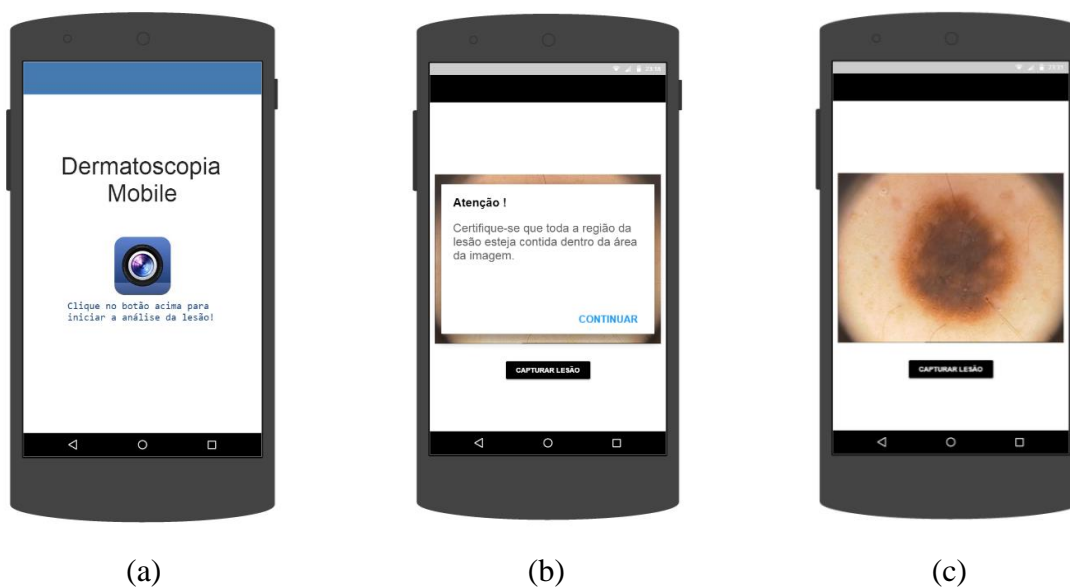 Dermatoscopia
Mobile
Clique no botão acima para
iniciar a análise da lesão!
(a)
Atenção !
Certifique-se que toda a região da
lesão esteja contida dentro da área
da imagem.
CONTINUAR
CAPTURAR LESÃO
(b)
CAPTURAR LESÃO
(c)